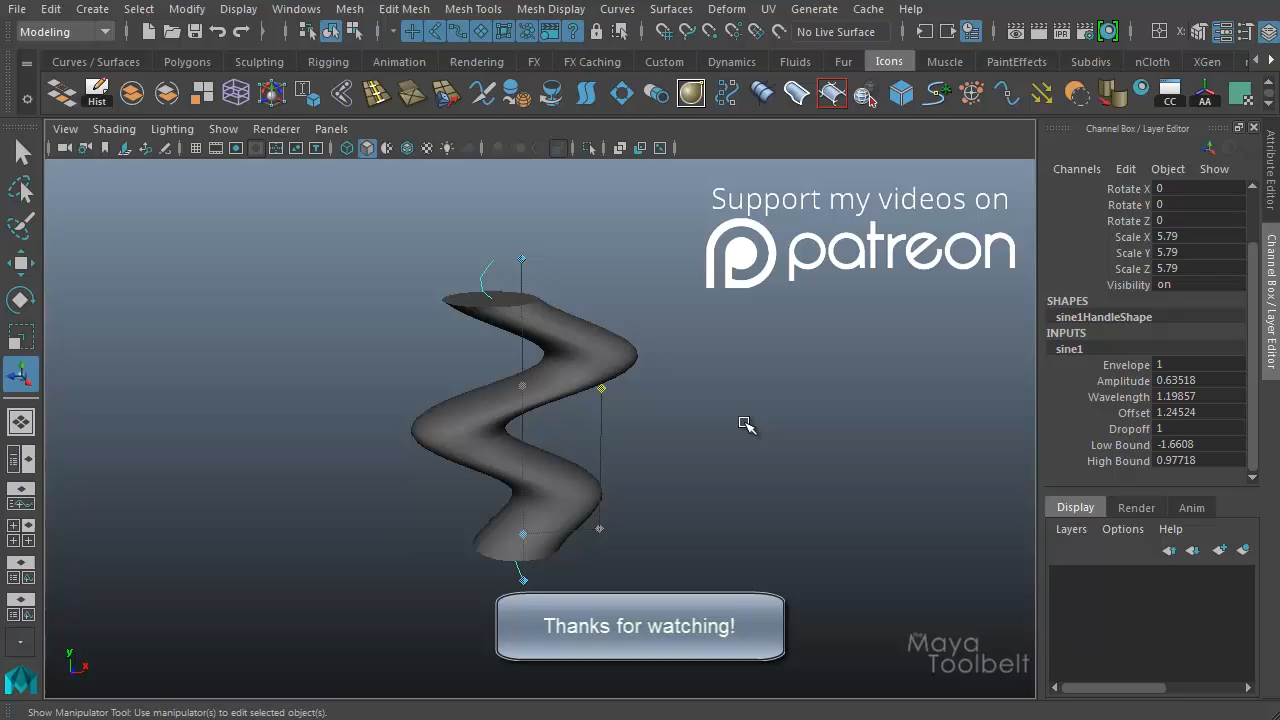 File Edit Create Select Modify Display Windows Mesh Edit Mesh Mesh Tools Mesh Display Curves Surfaces Deform UV Generate Cache Help
Modeling No Live Surface X:
Curves / Surfaces Polygons Sculpting Rigging Animation Rendering FX FX Caching Custom Dynamics Fluids Fur Icons Muscle PaintEffects Subdivs nCloth XGen
Hist CC AA
View Shading Lighting Show Renderer Panels
Channel Box / Layer Editor
Channels Edit Object Show
Rotate X 0
Rotate Y 0
Rotate Z 0
Scale X 5.79
Scale Y 5.79
Scale Z 5.79
Visibility on
SHAPES
sine1HandleShape
INPUTS
sine1
Envelope 1
Amplitude 0.63518
Wavelength 1.19857
Offset 1.24524
Dropoff 1
Low Bound -1.6608
High Bound 0.97718
Display Render Anim
Layers Options Help
Attribute Editor
Channel Box / Layer Editor
Support my videos on
patreon
Thanks for watching!
the Maya
Toolbelt
y
x
Show Manipulator Tool: Use manipulator(s) to edit selected object(s).